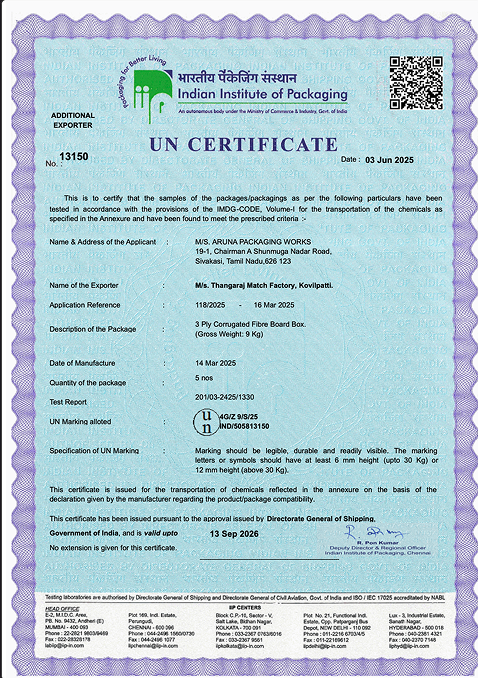 Packaging for Better Living
iip
भारतीय पैकेजिंग संस्थान
Indian Institute of Packaging
An autonomous body under the Ministry of Commerce & Industry, Govt. of India
ADDITIONAL
EXPORTER
UN CERTIFICATE
No. : 13150
Date : 03 Jun 2025
This is to certify that the samples of the packages/packagings as per the following particulars have been
tested in accordance with the provisions of the IMDG-CODE, Volume-I for the transportation of the chemicals as
specified in the Annexure and have been found to meet the prescribed criteria :-
Name & Address of the Applicant : M/S. ARUNA PACKAGING WORKS
19-1, Chairman A Shunmuga Nadar Road,
Sivakasi, Tamil Nadu,626 123
Name of the Exporter : M/s. Thangaraj Match Factory, Kovilpatti.
Application Reference : 118/2025 - 16 Mar 2025
Description of the Package : 3 Ply Corrugated Fibre Board Box.
(Gross Weight: 9 Kg)
Date of Manufacture : 14 Mar 2025
Quantity of the package : 5 nos
Test Report : 201/03-2425/1330
UN Marking alloted : un 4G/Z 9/S/25
IND/505813150
Specification of UN Marking : Marking should be legible, durable and readily visible. The marking
letters or symbols should have at least 6 mm height (upto 30 Kg) or
12 mm height (above 30 Kg).
This certificate is issued for the transportation of chemicals reflected in the annexure on the basis of the
declaration given by the manufacturer regarding the product/package compatibility.
This certificate has been issued pursuant to the approval issued by Directorate General of Shipping,
Government of India, and is valid upto 13 Sep 2026
No extension is given for this certificate.
R. Pon Kumar
Deputy Director & Regional Officer
Indian Institute of Packaging, Chennai
Testing laboratories are authorised by Directorate General of Shipping and Directorate General of Civil Aviation, Govt. of India and ISO / IEC 17025 accredited by NABL
HEAD OFFICE
E-2, M.I.D.C. Area,
P.B. No. 9432, Andheri (E)
MUMBAI - 400 093
Phone : 22-2821 9803/9469
Fax : 022-28328178
labiip@iip-in.com
IIP CENTERS
Plot 169, Indl. Estate,
Perungudi,
CHENNAI - 600 096
Phone : 044-2496 1560/0730
Fax : 044-2496 1077
iipchennai@iip-in.com
Block C.P.-10, Sector - V,
Salt Lake, Bidhan Nagar,
KOLKATA - 700 091
Phone : 033-2367 0763/6016
Fax : 033-2367 9561
iipkolkatta@iip-in.com
Plot No. 21, Functional Indl.
Estate, Opp. Patparganj Bus
Depot, NEW DELHI - 110 092
Phone : 011-2216 6703/4/5
Fax : 011-22169612
iipdelhi@iip-in.com
Lux - 3, Industrial Estate,
Sanath Nagar,
HYDERABAD - 500 018
Phone : 040-2381 4321
Fax : 040-2370 7148
iiphyd@iip-in.com